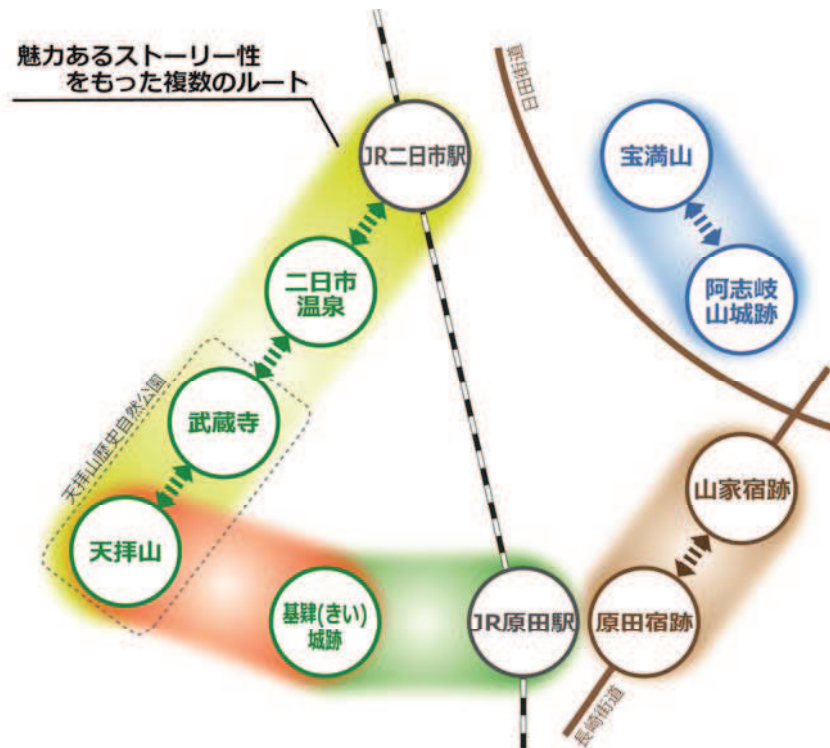 魅力あるストーリー性
をもった複数のルート
JR二日市駅
日田街道
宝満山
二日市
温泉
阿志岐
山城跡
天拝山歴史自然公園
武蔵寺
山家宿跡
天拝山
基肄(きい)
城跡
JR原田駅
原田宿跡
長崎街道